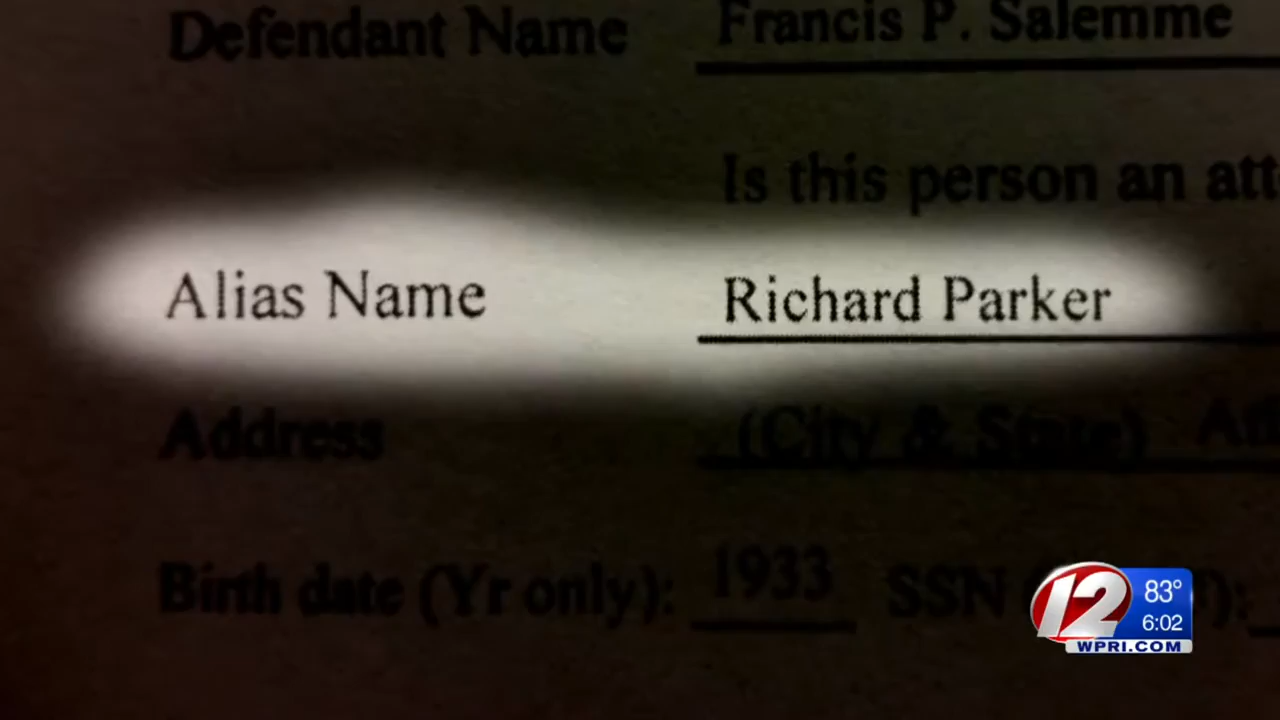 Defendant Name Francis P. Salemme
Is this person an att
Alias Name Richard Parker
Address (City & State)
Birth date (Yr only): 1933 SSN
12 83°
6:02
WPRI.COM